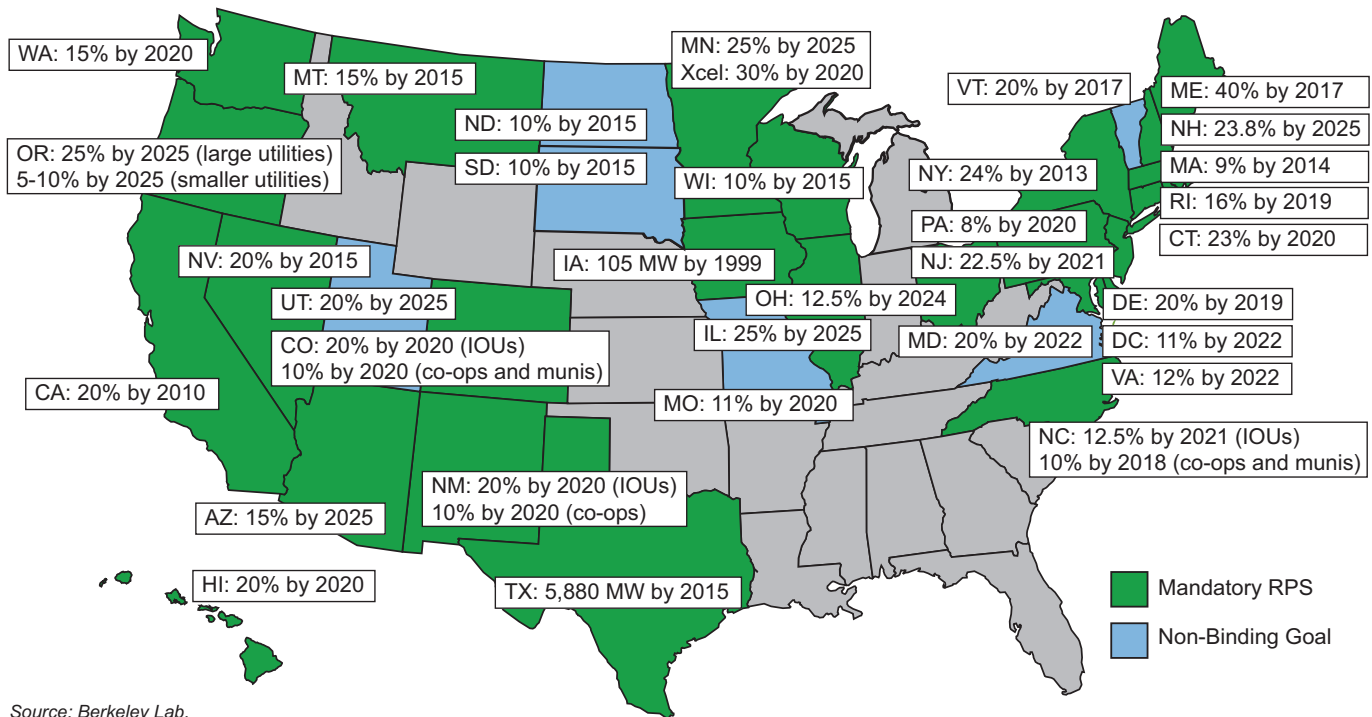 WA: 15% by 2020
MT: 15% by 2015
MN: 25% by 2025
Xcel: 30% by 2020
VT: 20% by 2017
ME: 40% by 2017
ND: 10% by 2015
NH: 23.8% by 2025
OR: 25% by 2025 (large utilities)
5-10% by 2025 (smaller utilities)
SD: 10% by 2015
WI: 10% by 2015
NY: 24% by 2013
MA: 9% by 2014
RI: 16% by 2019
PA: 8% by 2020
CT: 23% by 2020
NV: 20% by 2015
IA: 105 MW by 1999
NJ: 22.5% by 2021
UT: 20% by 2025
OH: 12.5% by 2024
DE: 20% by 2019
CO: 20% by 2020 (IOUs)
10% by 2020 (co-ops and munis)
IL: 25% by 2025
MD: 20% by 2022
DC: 11% by 2022
VA: 12% by 2022
CA: 20% by 2010
MO: 11% by 2020
NC: 12.5% by 2021 (IOUs)
10% by 2018 (co-ops and munis)
NM: 20% by 2020 (IOUs)
10% by 2020 (co-ops)
AZ: 15% by 2025
HI: 20% by 2020
TX: 5,880 MW by 2015
Mandatory RPS
Non-Binding Goal
Source: Berkeley Lab.